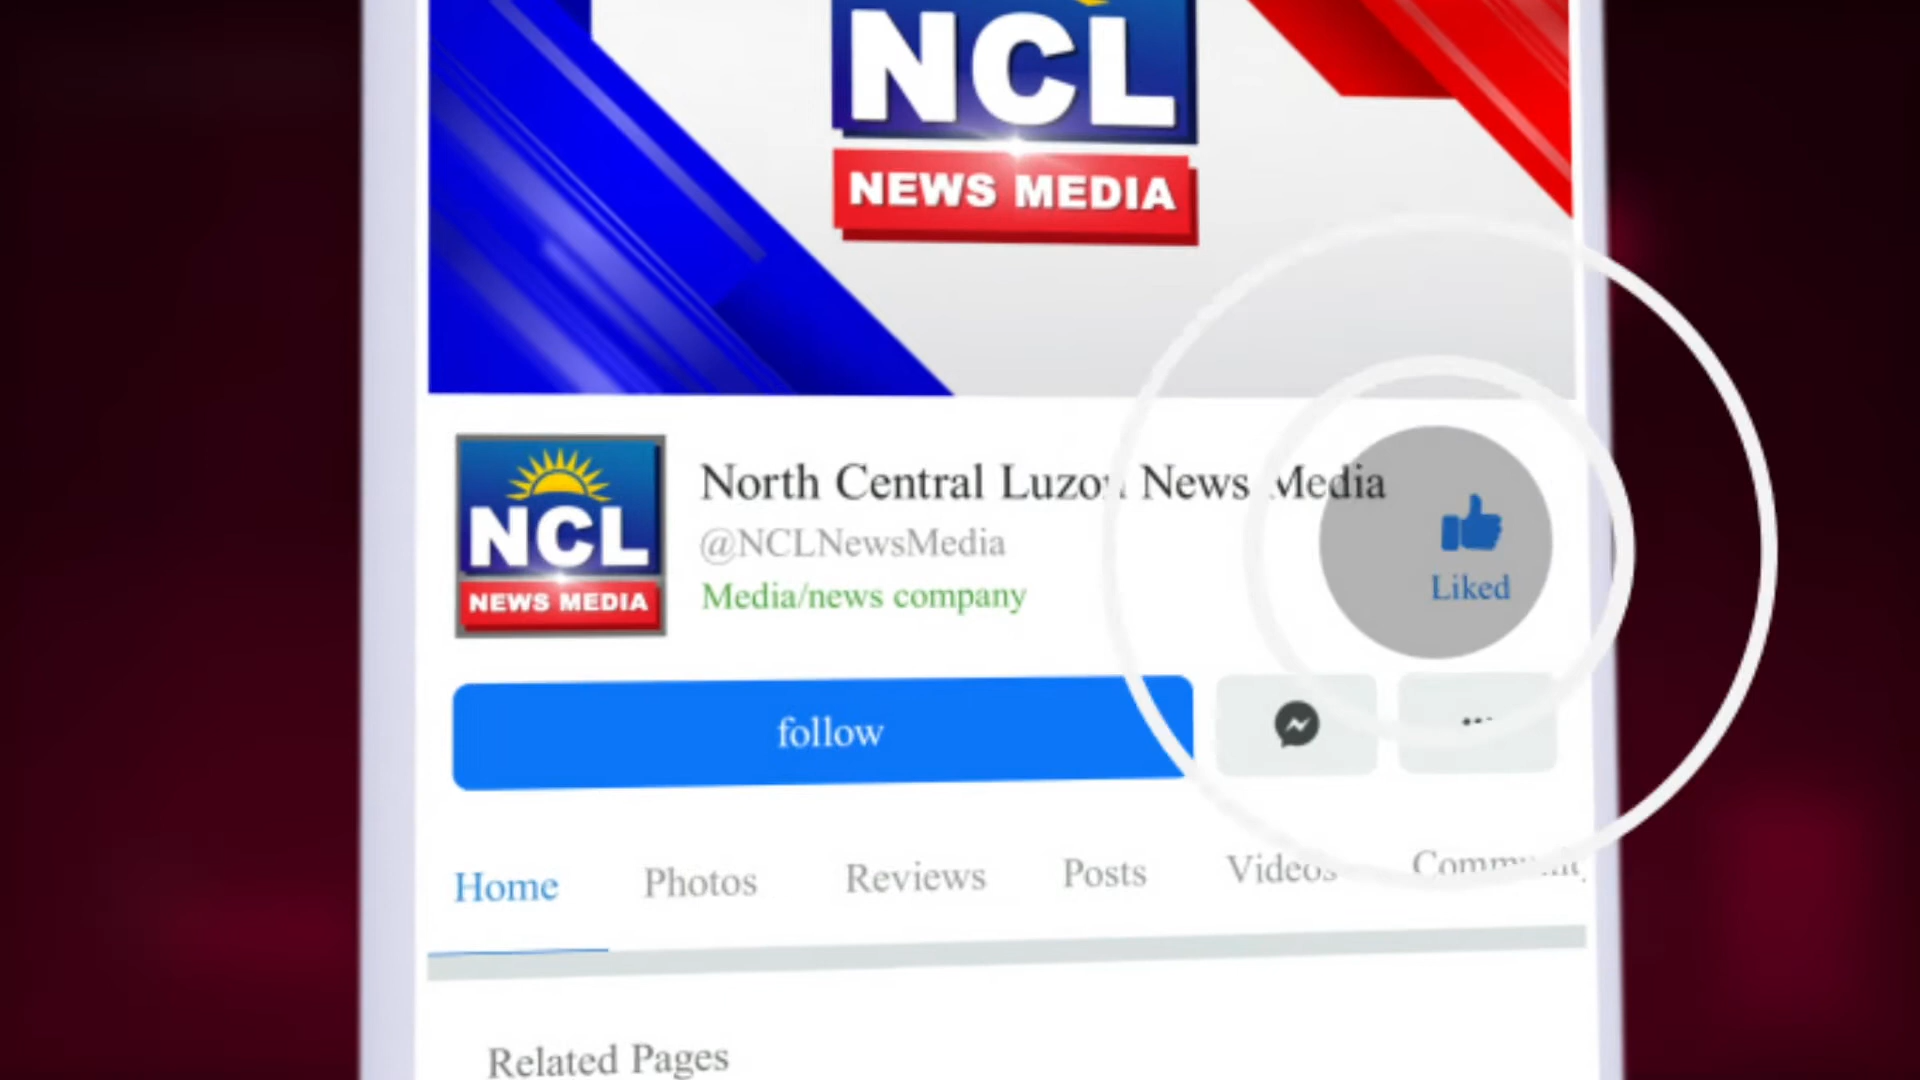 NCL
NEWS MEDIA
NCL
NEWS MEDIA
North Central Luzon News Media
@NCLNewsMedia
Media/news company
Liked
follow
Home Photos Reviews Posts Videos Community
Related Pages